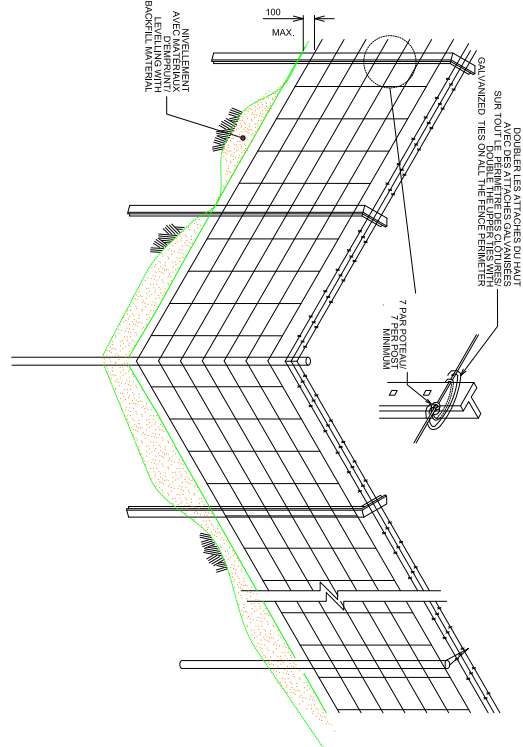 100
MAX.
NIVELLEMENT
AVEC MATÉRIAUX
D'EMPRUNT/
LEVELLING WITH
BACKFILL MATERIAL
DOUBLER LES ATTACHES DU HAUT
AVEC DES ATTACHES GALVANISÉES
SUR TOUT LE PÉRIMÈTRE DES CLÔTURES/
DOUBLE THE UPPER TIES WITH
GALVANIZED TIES ON ALL THE FENCE PERIMETER
7 PAR POTEAU/
7 PER POST
MINIMUM